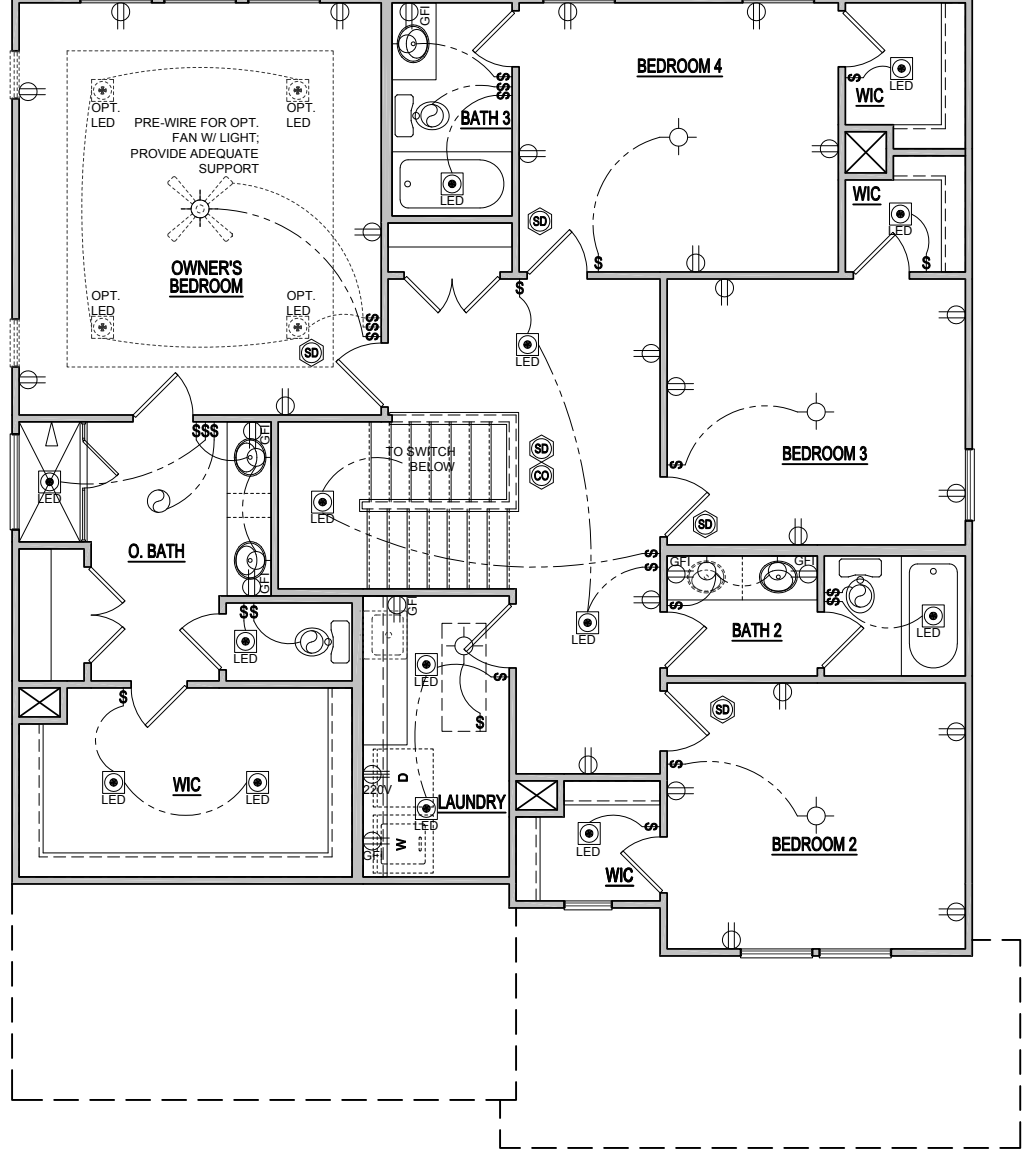 GFI
BEDROOM 4
LED
WIC
OPT.
LED
OPT.
LED
PRE-WIRE FOR OPT.
FAN W/ LIGHT;
PROVIDE ADEQUATE
SUPPORT
$
$$$
BATH 3
$
LED
WIC
LED
SD
$
$
OWNER'S
BEDROOM
OPT.
LED
OPT.
LED
$$$
SD
$
LED
$$$
GFI
TO SWITCH
BELOW
SD
CO
BEDROOM 3
$
LED
LED
SD
O. BATH
GFI
$
$
GFI
GFI
$$
LED
GFI
LED
$
BATH 2
$$
LED
LED
$
$
$
SD
$
WIC
LED
LED
D
220V
LAUNDRY
LED
W
GFI
$
LED
WIC
BEDROOM 2